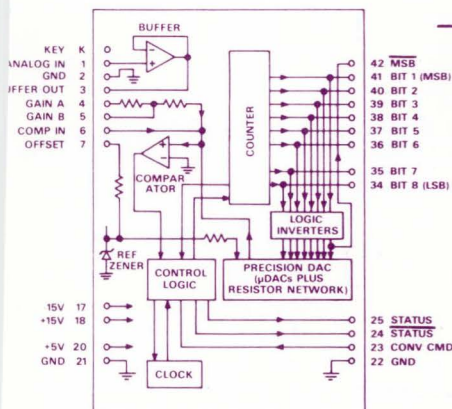 BUFFER
KEY K
ANALOG IN 1
GND 2
UFFER OUT 3
GAIN A 4
GAIN B 5
COMP IN 6
OFFSET 7
COMPAR
ATOR
COUNTER
42 MSB
41 BIT 1 (MSB)
40 BIT 2
39 BIT 3
38 BIT 4
37 BIT 5
36 BIT 6
35 BIT 7
34 BIT 8 (LSB)
LOGIC
INVERTERS
REF
ZENER
CONTROL
LOGIC
PRECISION DAC
(μDACs PLUS
RESISTOR NETWORK)
15V 17
+15V 18
+5V 20
GND 21
CLOCK
25 STATUS
24 STATUS
23 CONV CMD
22 GND